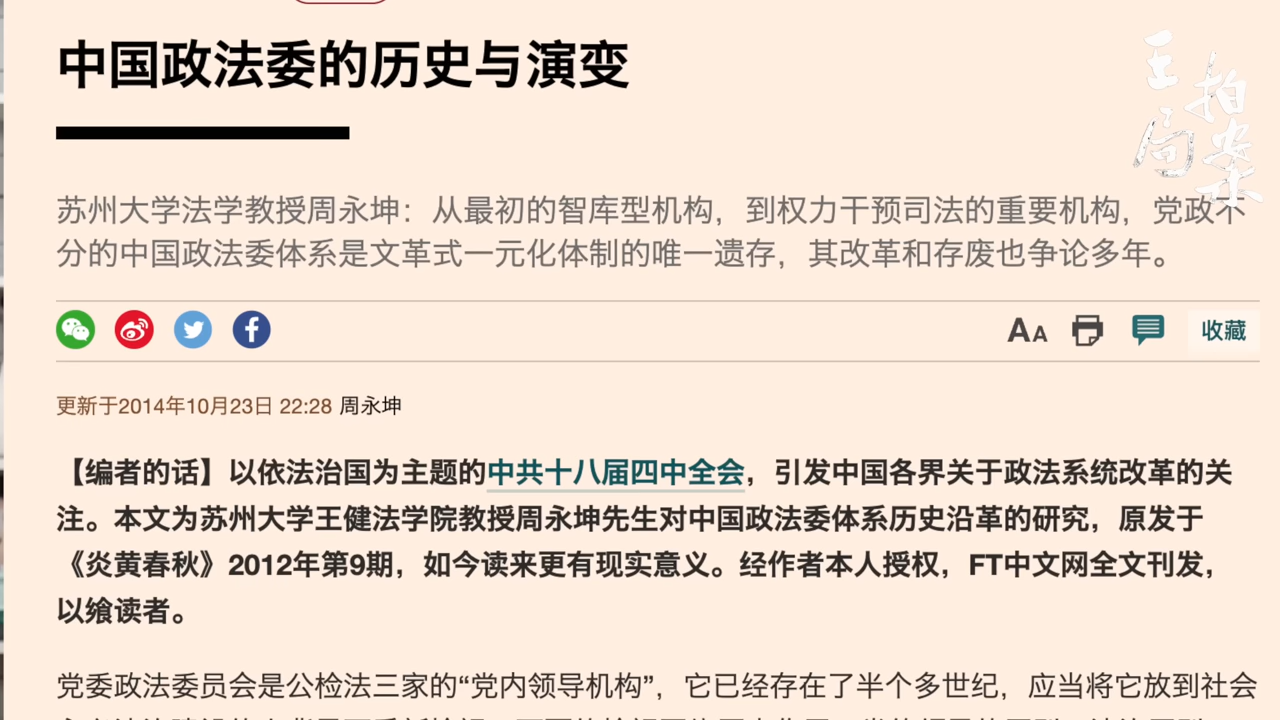 中国政法委的历史与演变
王局拍案
苏州大学法学教授周永坤：从最初的智库型机构，到权力干预司法的重要机构，党政不
分的中国政法委体系是文革式一元化体制的唯一遗存，其改革和存废也争论多年。
AA
收藏
更新于2014年10月23日 22:28 周永坤
【编者的话】以依法治国为主题的中共十八届四中全会，引发中国各界关于政法系统改革的关
注。本文为苏州大学王健法学院教授周永坤先生对中国政法委体系历史沿革的研究，原发于
《炎黄春秋》2012年第9期，如今读来更有现实意义。经作者本人授权，FT中文网全文刊发，
以飨读者。
党委政法委员会是公检法三家的“党内领导机构”，它已经存在了半个多世纪，应当将它放到社会